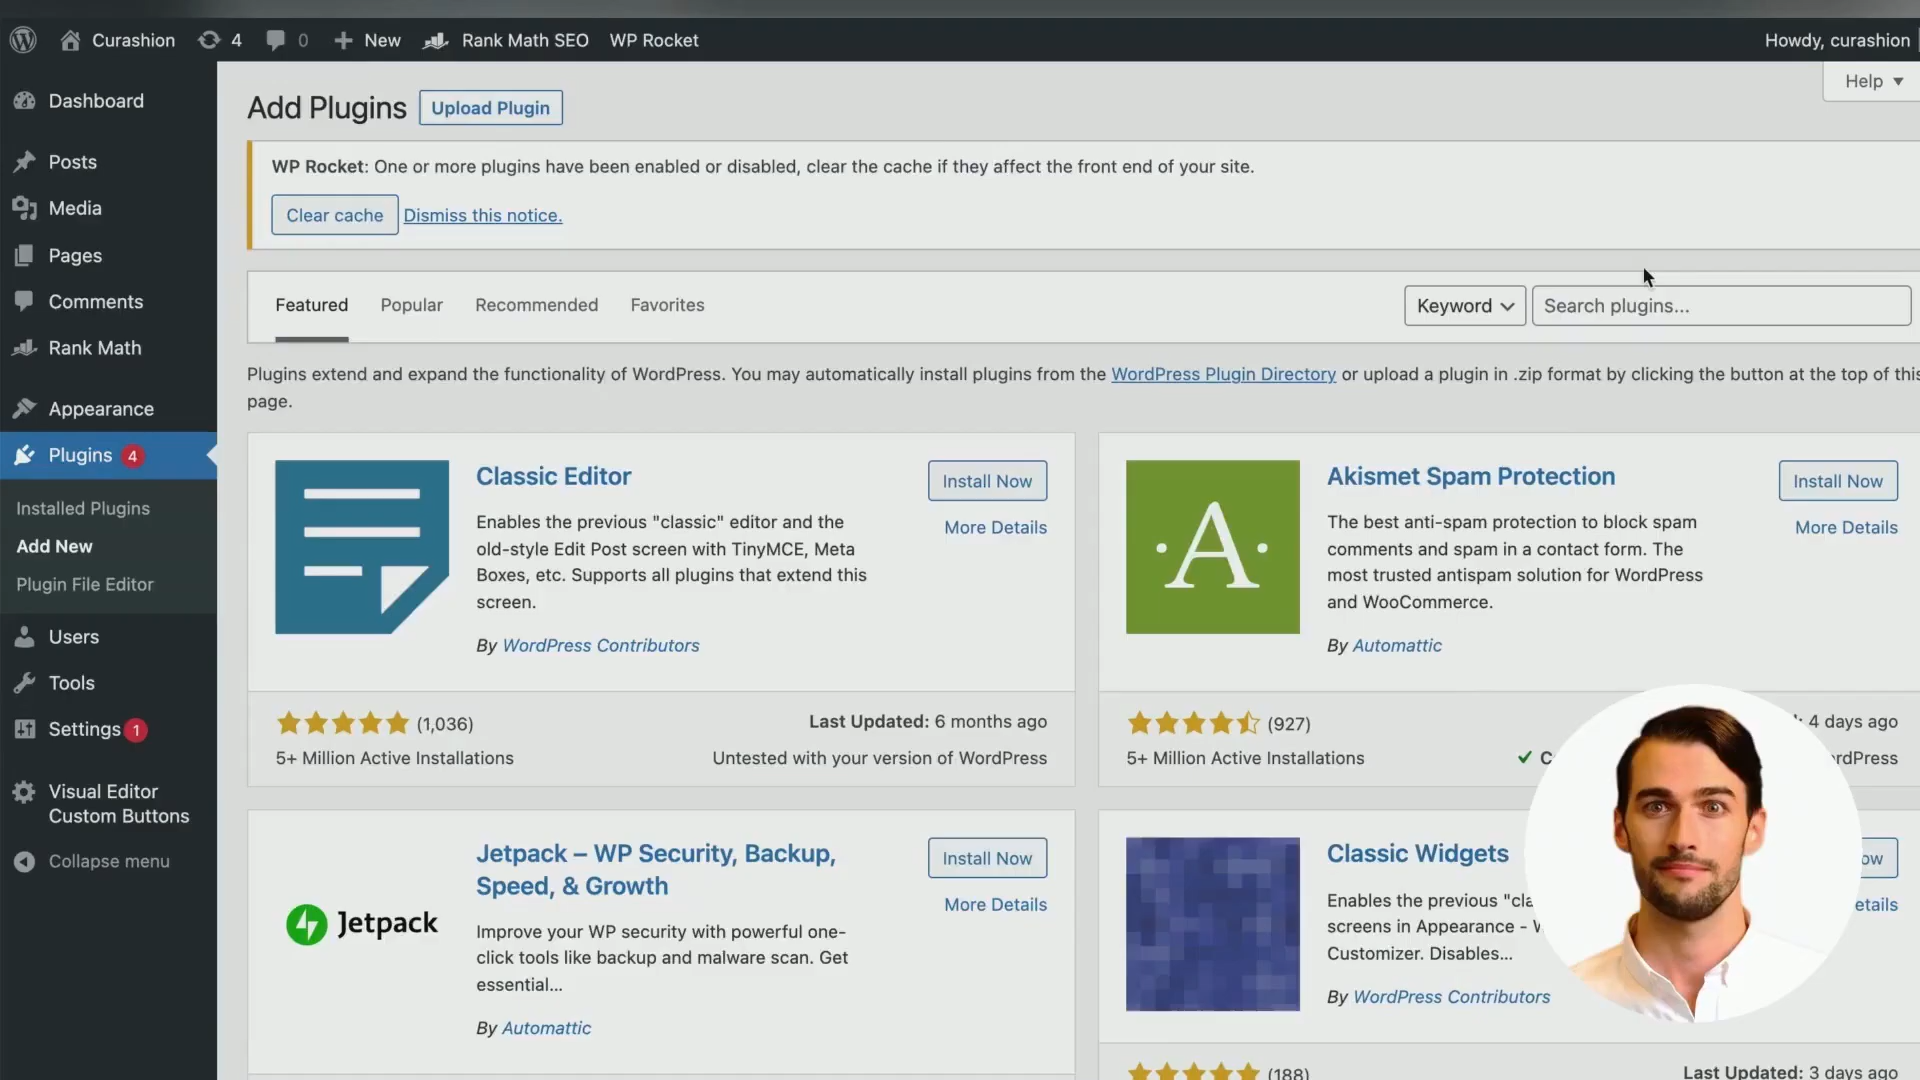 Curashion
4
0
New
Rank Math SEO
WP Rocket
Howdy, curashion
Dashboard
Posts
Media
Pages
Comments
Rank Math
Appearance
Plugins 4
Installed Plugins
Add New
Plugin File Editor
Users
Tools
Settings 1
Visual Editor
Custom Buttons
Collapse menu
Help
Add Plugins
Upload Plugin
WP Rocket: One or more plugins have been enabled or disabled, clear the cache if they affect the front end of your site.
Clear cache
Dismiss this notice.
Featured
Popular
Recommended
Favorites
Keyword
Search plugins...
Plugins extend and expand the functionality of WordPress. You may automatically install plugins from the WordPress Plugin Directory or upload a plugin in .zip format by clicking the button at the top of this
page.
Classic Editor
Install Now
More Details
Enables the previous "classic" editor and the
old-style Edit Post screen with TinyMCE, Meta
Boxes, etc. Supports all plugins that extend this
screen.
By WordPress Contributors
(1,036)
Last Updated: 6 months ago
5+ Million Active Installations
Untested with your version of WordPress
A
Akismet Spam Protection
Install Now
More Details
The best anti-spam protection to block spam
comments and spam in a contact form. The
most trusted antispam solution for WordPress
and WooCommerce.
By Automattic
(927)
4 days ago
5+ Million Active Installations
Jetpack
Jetpack – WP Security, Backup,
Speed, & Growth
Install Now
More Details
Improve your WP security with powerful one-
click tools like backup and malware scan. Get
essential...
By Automattic
Classic Widgets
Enables the previous
screens in Appearance -
Customizer. Disables...
By WordPress Contributors
(188)
Last Updated: 3 days ago